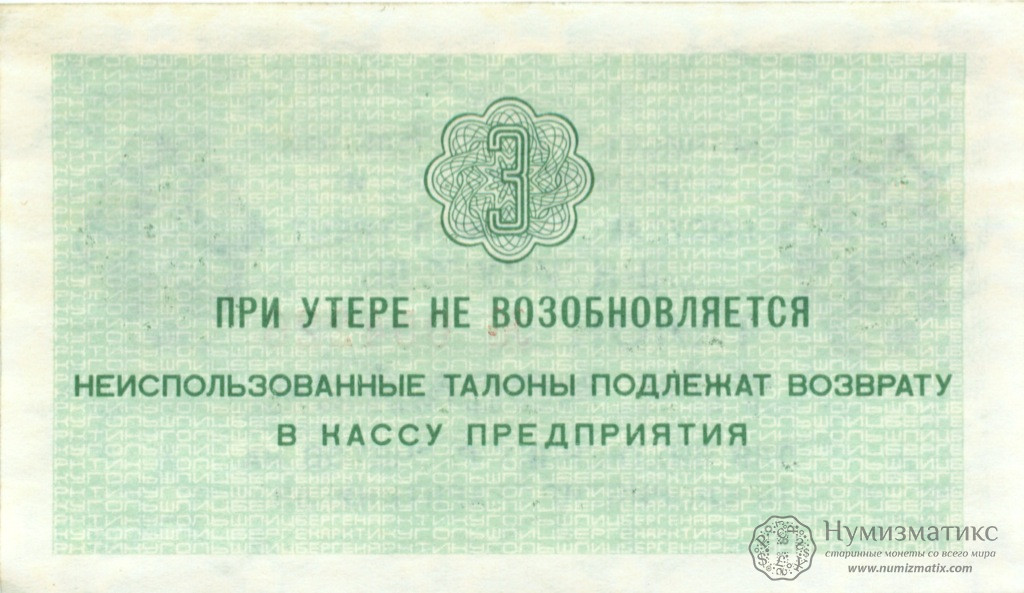 3
ПРИ УТЕРЕ НЕ ВОЗОБНОВЛЯЕТСЯ
НЕИСПОЛЬЗОВАННЫЕ ТАЛОНЫ ПОДЛЕЖАТ ВОЗВРАТУ
В КАССУ ПРЕДПРИЯТИЯ
Нумизматикс
старинные монеты со всего мира
www.numizmatix.com